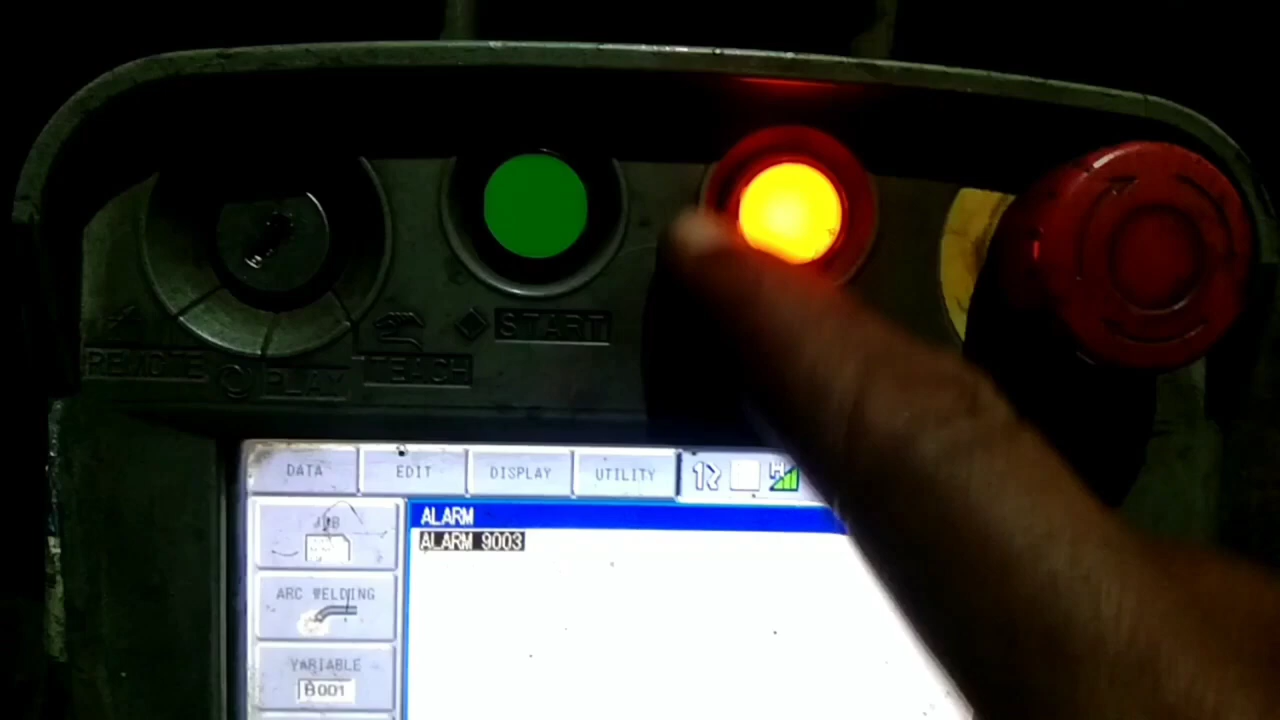 REMOTE
PLAY
TEACH
START
DATA
EDIT
DISPLAY
UTILITY
JOB
ALARM
ALARM 9003
ARC WELDING
VARIABLE
B001